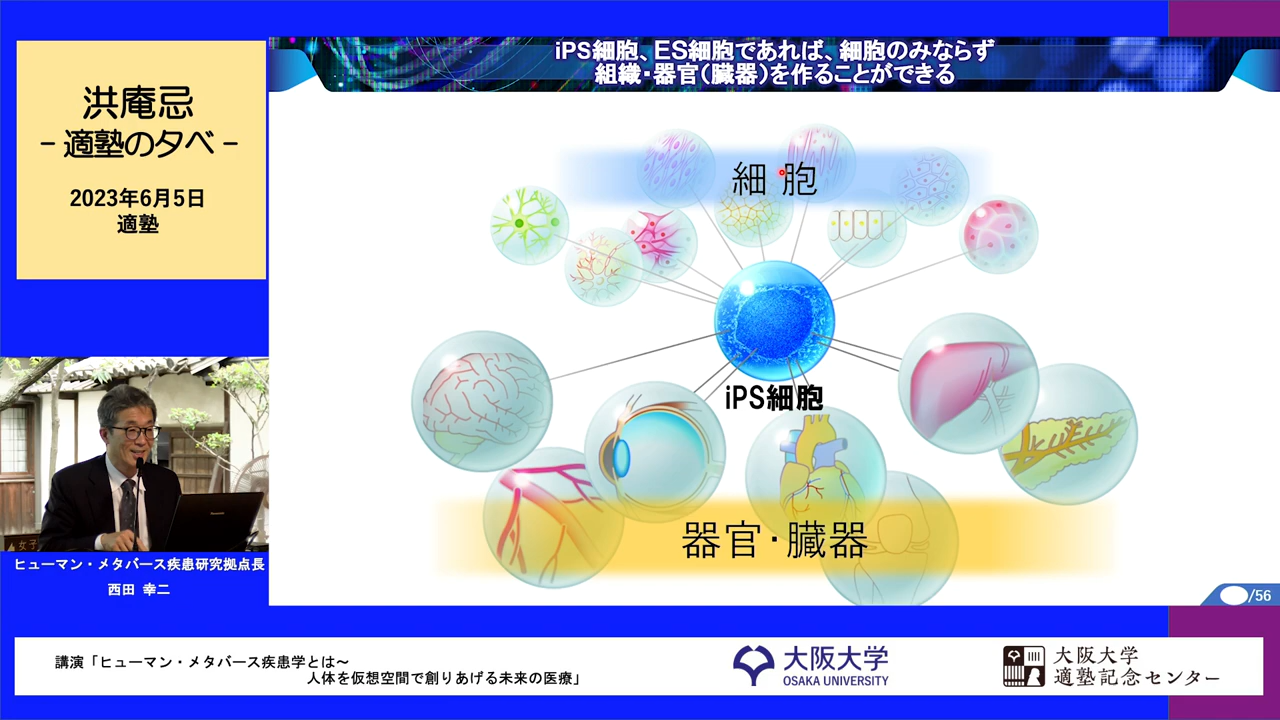 洪庵忌
- 適塾の夕べ -
2023年6月5日
適塾
iPS細胞、ES細胞であれば、細胞のみならず
組織・器官（臓器）を作ることができる
細 胞
iPS細胞
器官・臓器
/56
女子
ヒューマン・メタバース疾患研究拠点長
西田 幸二
講演「ヒューマン・メタバース疾患学とは～
人体を仮想空間で創りあげる未来の医療」
大阪大学
OSAKA UNIVERSITY
大阪大学
適塾記念センター